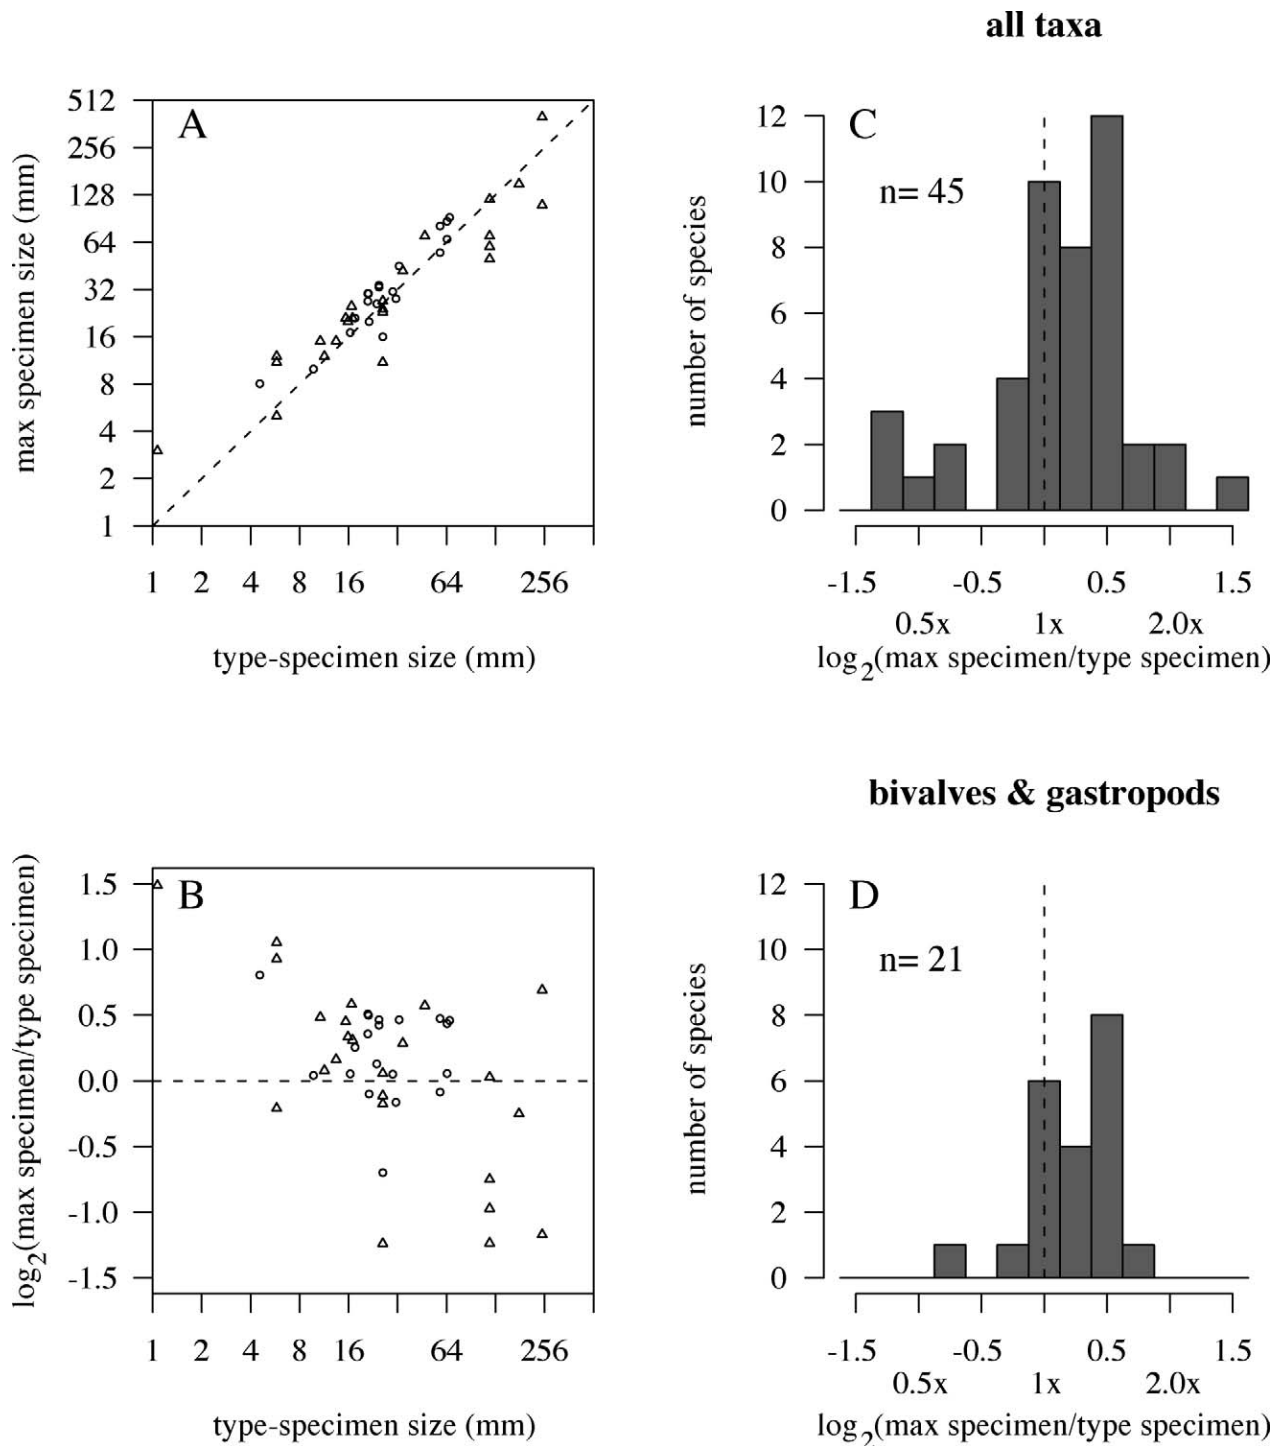 all taxa
A
512
256
128
64
32
16
8
4
2
1
max specimen size (mm)
1 2 4 8 16 64 256
type-specimen size (mm)
C
n= 45
12
10
8
6
4
2
0
number of species
-1.5 -0.5 0.5 1.5
0.5x 1x 2.0x
log2(max specimen/type specimen)
B
1.5
1.0
0.5
0.0
-0.5
-1.0
-1.5
log2(max specimen/type specimen)
1 2 4 8 16 64 256
type-specimen size (mm)
bivalves & gastropods
D
n= 21
12
10
8
6
4
2
0
number of species
-1.5 -0.5 0.5 1.5
0.5x 1x 2.0x
log2(max specimen/type specimen)